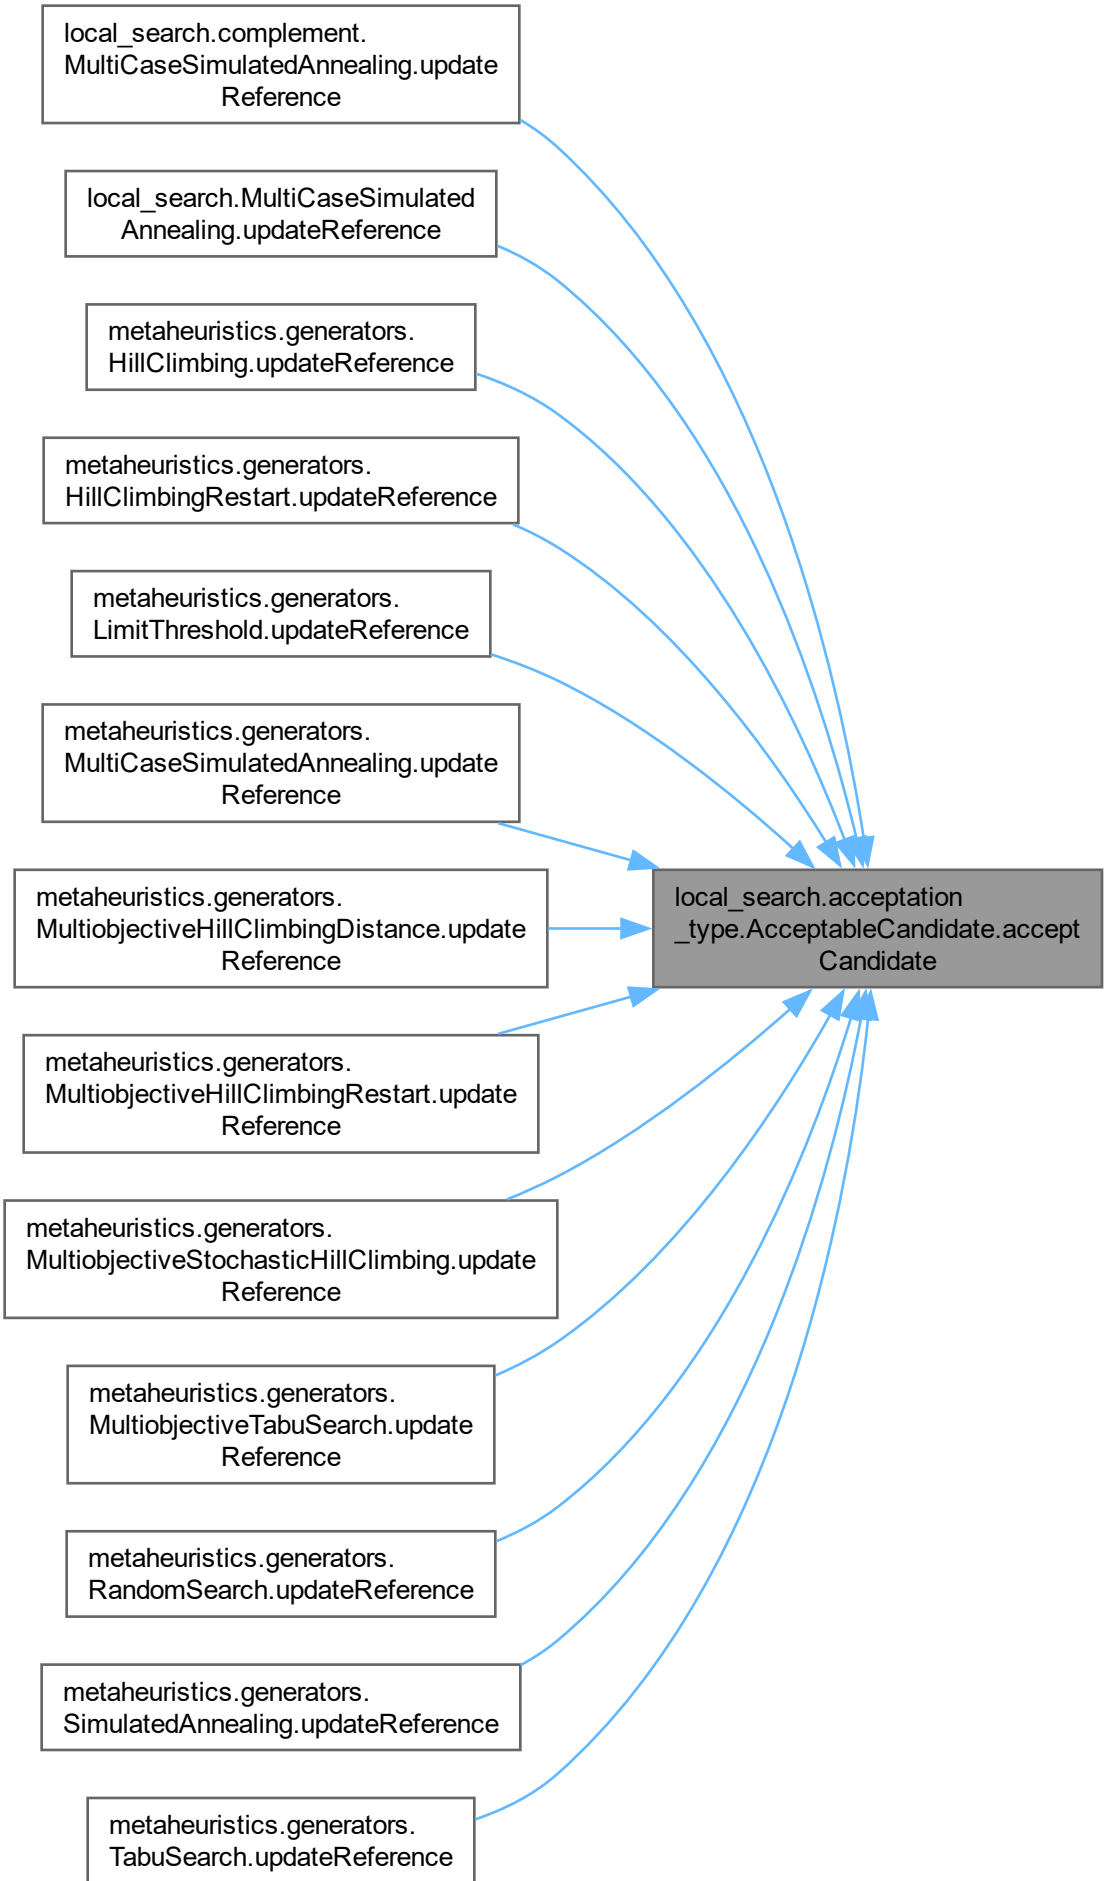 local_search.complement.
MultiCaseSimulatedAnnealing.update
Reference
local_search.MultiCaseSimulated
Annealing.updateReference
metaheuristics.generators.
HillClimbing.updateReference
metaheuristics.generators.
HillClimbingRestart.updateReference
metaheuristics.generators.
LimitThreshold.updateReference
metaheuristics.generators.
MultiCaseSimulatedAnnealing.update
Reference
metaheuristics.generators.
MultiobjectiveHillClimbingDistance.update
Reference
local_search.acceptation
_type.AcceptableCandidate.accept
Candidate
metaheuristics.generators.
MultiobjectiveHillClimbingRestart.update
Reference
metaheuristics.generators.
MultiobjectiveStochasticHillClimbing.update
Reference
metaheuristics.generators.
MultiobjectiveTabuSearch.update
Reference
metaheuristics.generators.
RandomSearch.updateReference
metaheuristics.generators.
SimulatedAnnealing.updateReference
metaheuristics.generators.
TabuSearch.updateReference